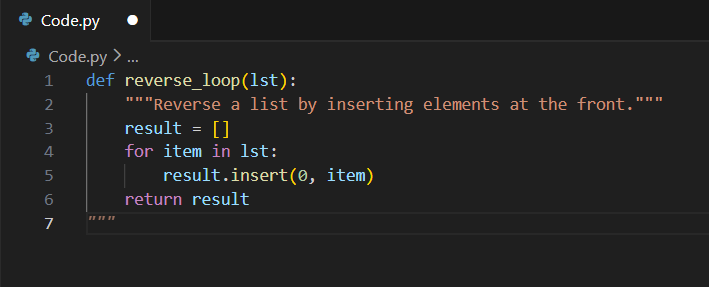 Code.py
Code.py > ...
1 def reverse_loop(lst):
2     """Reverse a list by inserting elements at the front."""
3     result = []
4     for item in lst:
5         result.insert(0, item)
6     return result
7 """